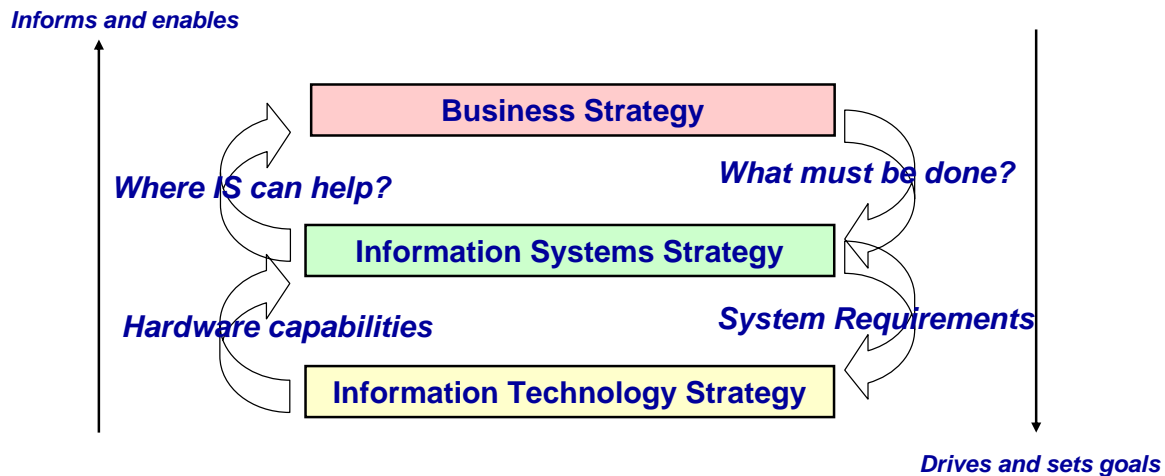 Informs and enables
Business Strategy
Where IS can help?
What must be done?
Information Systems Strategy
Hardware capabilities
System Requirements
Information Technology Strategy
Drives and sets goals